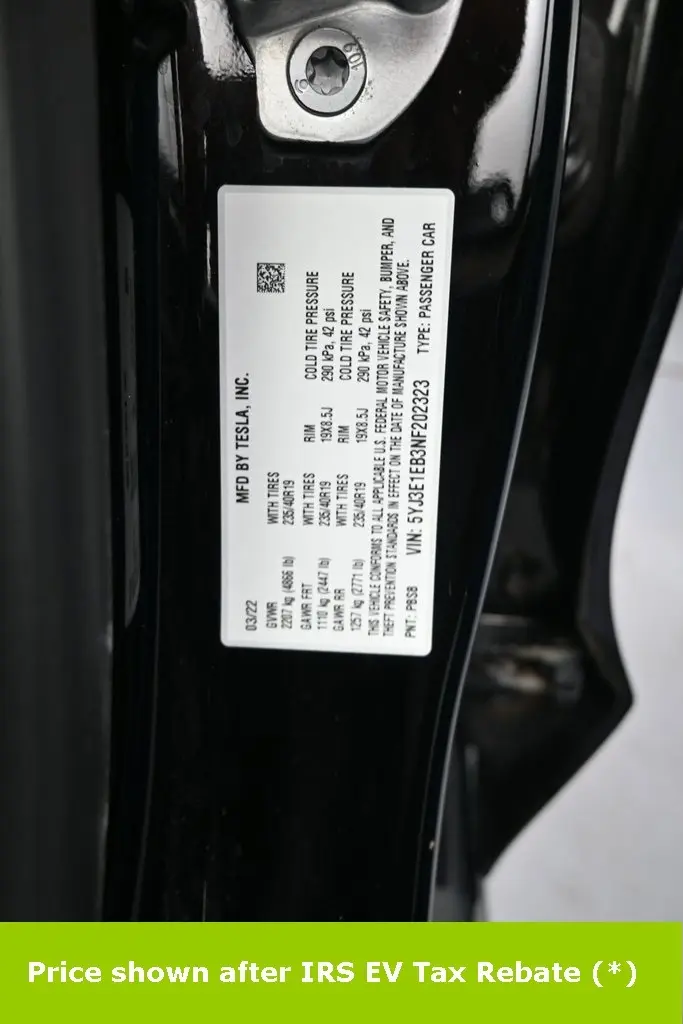 109
MFD BY TESLA, INC.
03/22
GVWR WITH TIRES RIM COLD TIRE PRESSURE
2207 kg (4866 lb) 235/40R19
GAWR FRT WITH TIRES RIM COLD TIRE PRESSURE
1110 kg (2447 lb) 235/40R19 19X8.5J 290 kPa, 42 psi
GAWR RR WITH TIRES RIM COLD TIRE PRESSURE
1257 kg (2771 lb) 235/40R19 19X8.5J 290 kPa, 42 psi
THIS VEHICLE CONFORMS TO ALL APPLICABLE U.S. FEDERAL MOTOR VEHICLE SAFETY, BUMPER, AND
THEFT PREVENTION STANDARDS IN EFFECT ON THE DATE OF MANUFACTURE SHOWN ABOVE.
PNT: PBSB VIN: 5YJ3E1EB3NF202323 TYPE: PASSENGER CAR
Price shown after IRS EV Tax Rebate (*)